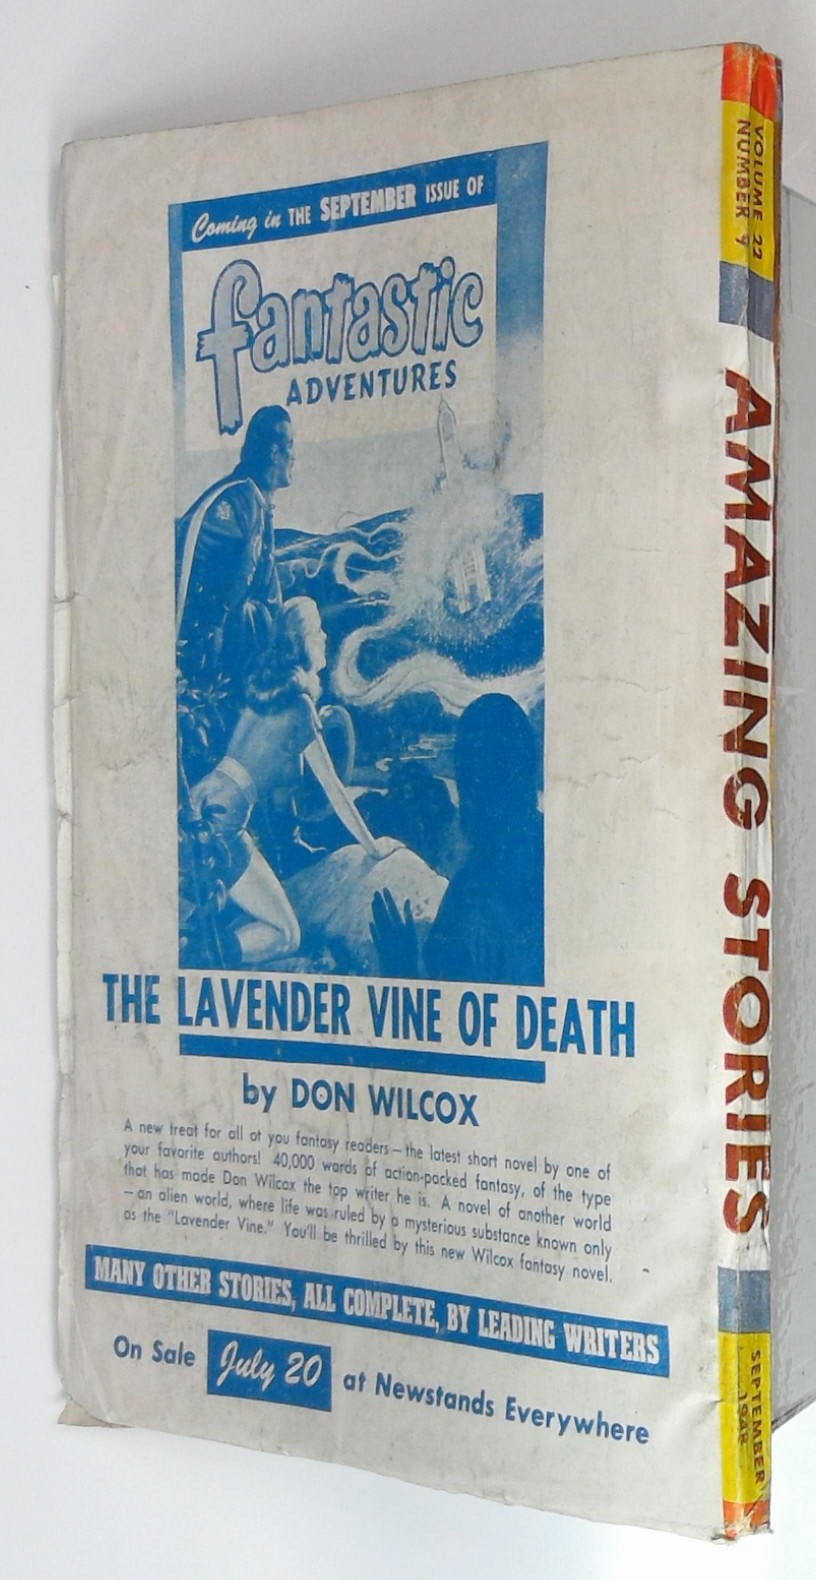 Coming in THE SEPTEMBER ISSUE OF
fantastic
ADVENTURES
THE LAVENDER VINE OF DEATH
by DON WILCOX
A new treat for all of you fantasy readers—the latest short novel by one of
your favorite authors! 40,000 words of action-packed fantasy, of the type
that has made Don Wilcox the top writer he is. A novel of another world
—an alien world, where life was ruled by a mysterious substance known only
as the "Lavender Vine." You'll be thrilled by this new Wilcox fantasy novel.
MANY OTHER STORIES, ALL COMPLETE, BY LEADING WRITERS
On Sale July 20 at Newstands Everywhere
VOLUME 22
NUMBER 9
AMAZING STORIES
SEPTEMBER
1948